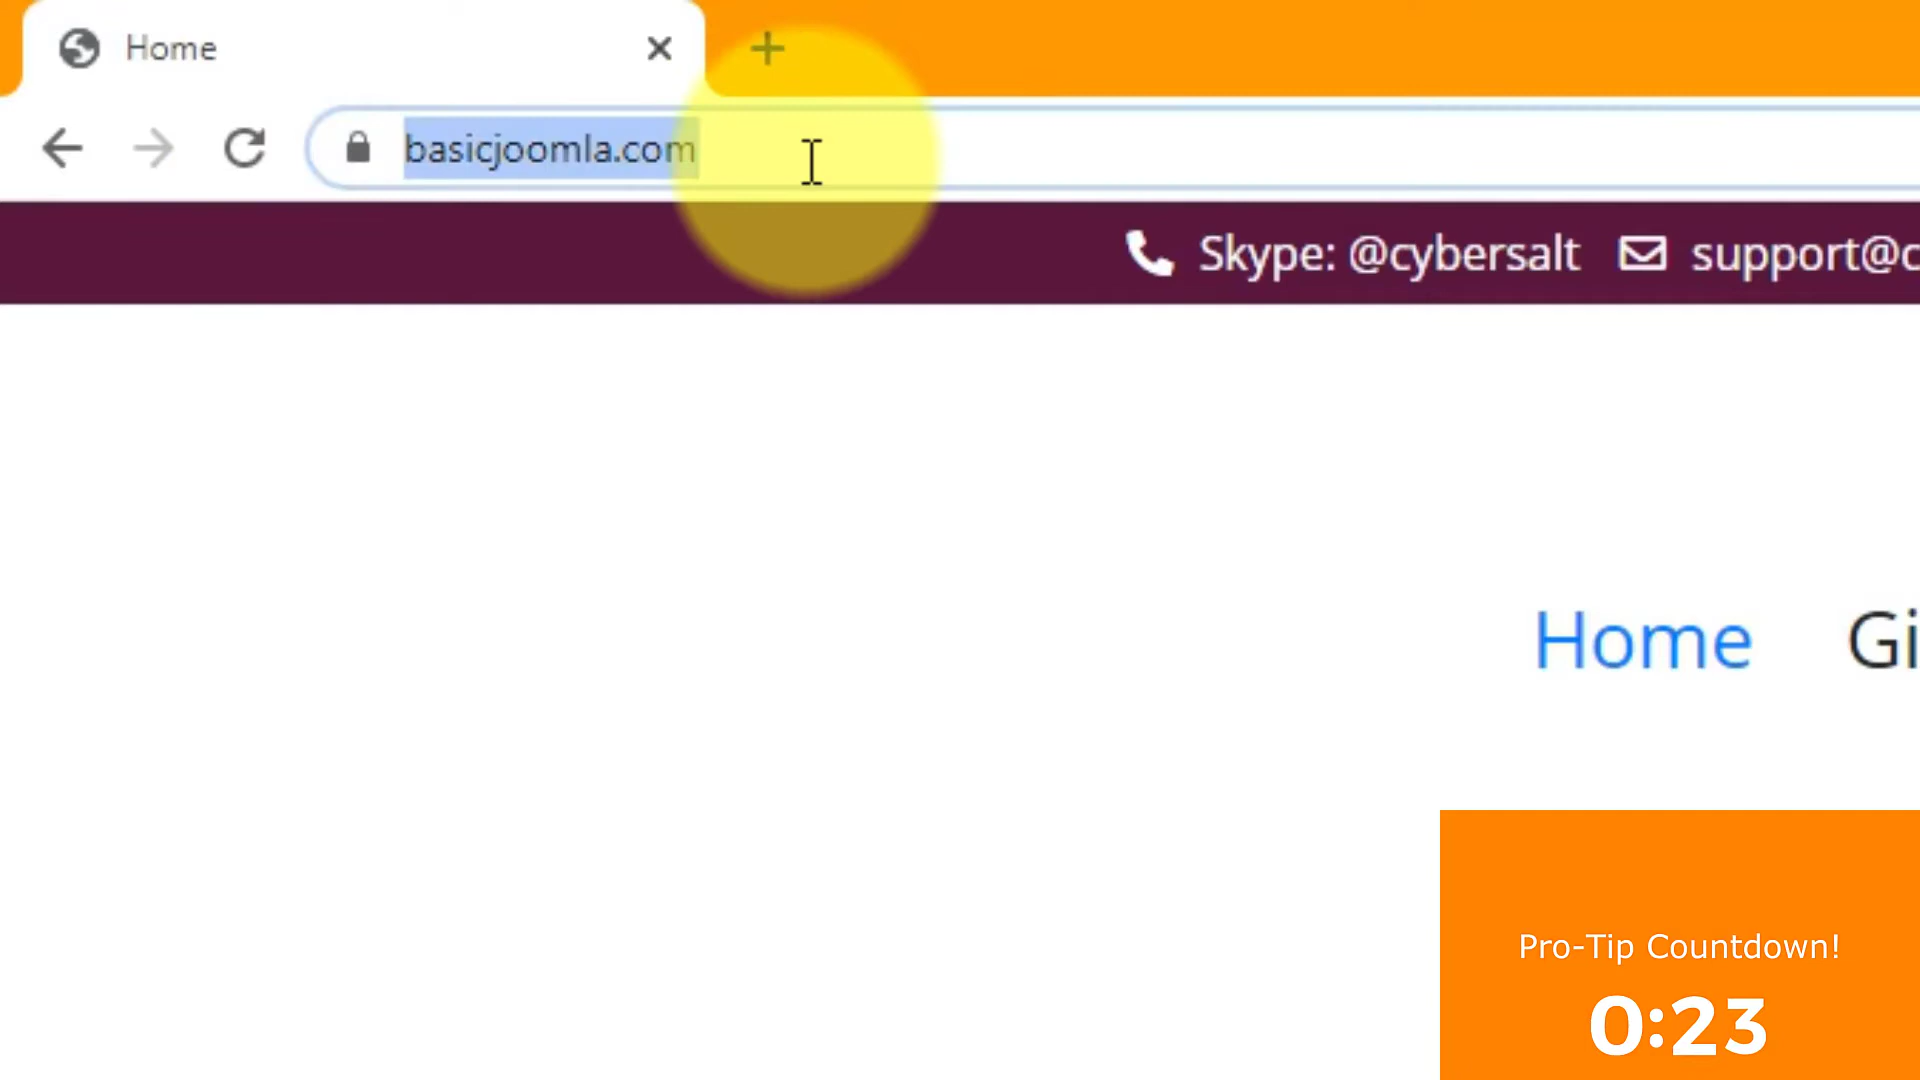 Home
basicjoomla.com
Skype: @cybersalt support@c
Home Gi
Pro-Tip Countdown!
0:23